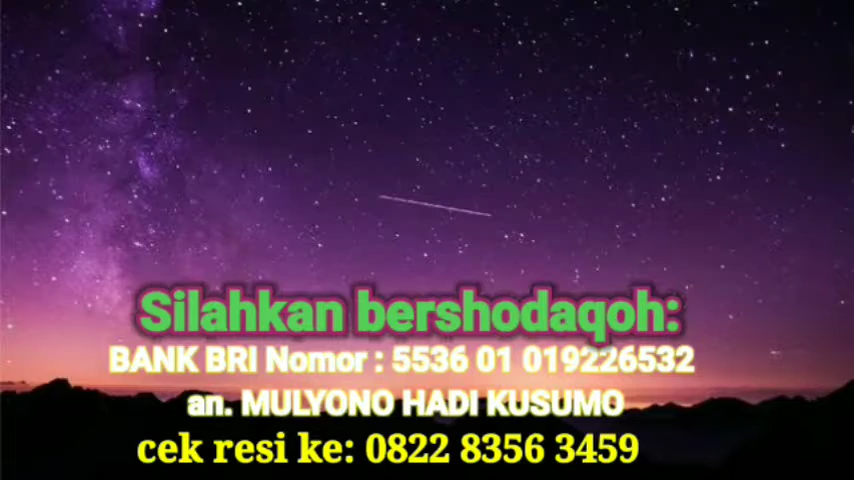 Silahkan bershodaqoh:
BANK BRI Nomor : 5536 01 019226532
an. MULYONO HADI KUSUMO
cek resi ke: 0822 8356 3459